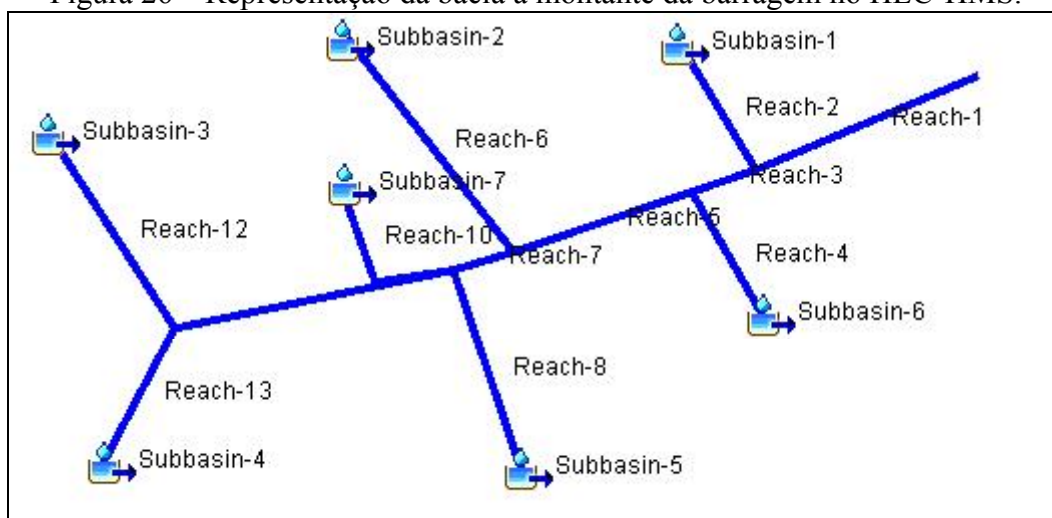 Figura 20 – Representação da bacia a montante da barragem no HEC-HMS.
Subbasin-2
Subbasin-1
Reach-2
Reach-1
Subbasin-3
Reach-6
Subbasin-7
Reach-3
Reach-5
Reach-12
Reach-10
Reach-7
Reach-4
Subbasin-6
Reach-8
Reach-13
Subbasin-4
Subbasin-5